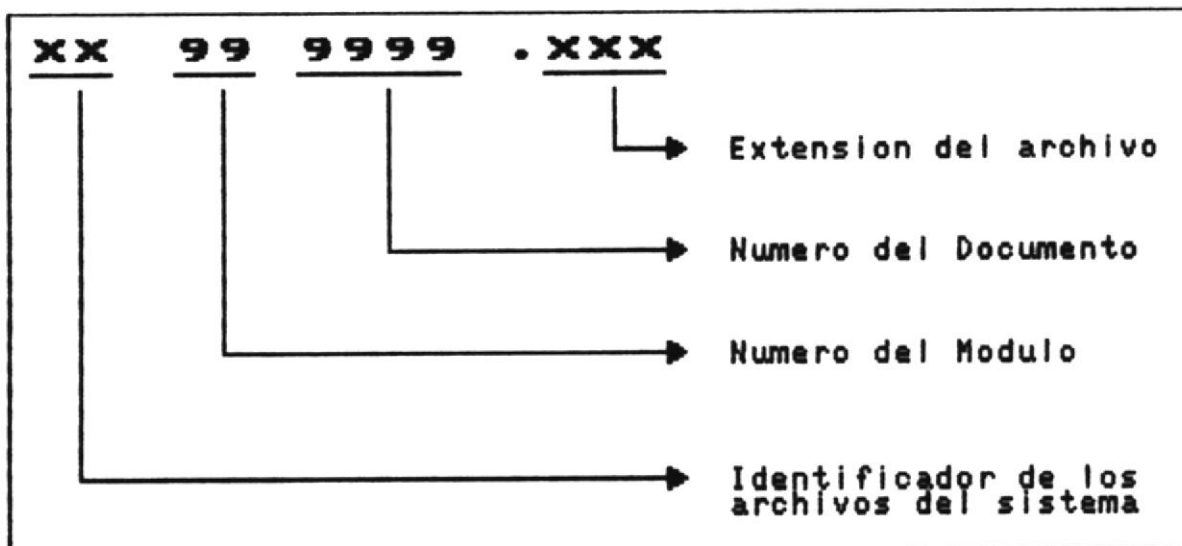 xx 99 9999 .xxx
Extension del archivo
Numero del Documento
Numero del Modulo
Identificador de los
archivos del sistema